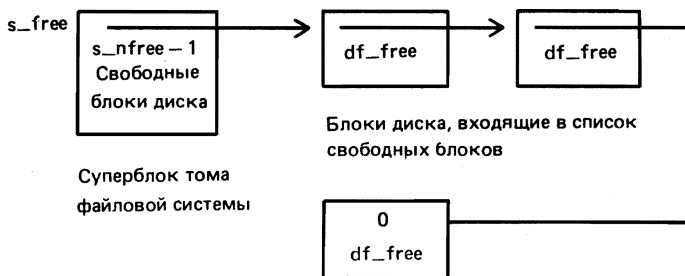 s_free
s_nfree – 1
Свободные
блоки диска
df_free
df_free
Блоки диска, входящие в список
свободных блоков
Суперблок тома
файловой системы
0
df_free